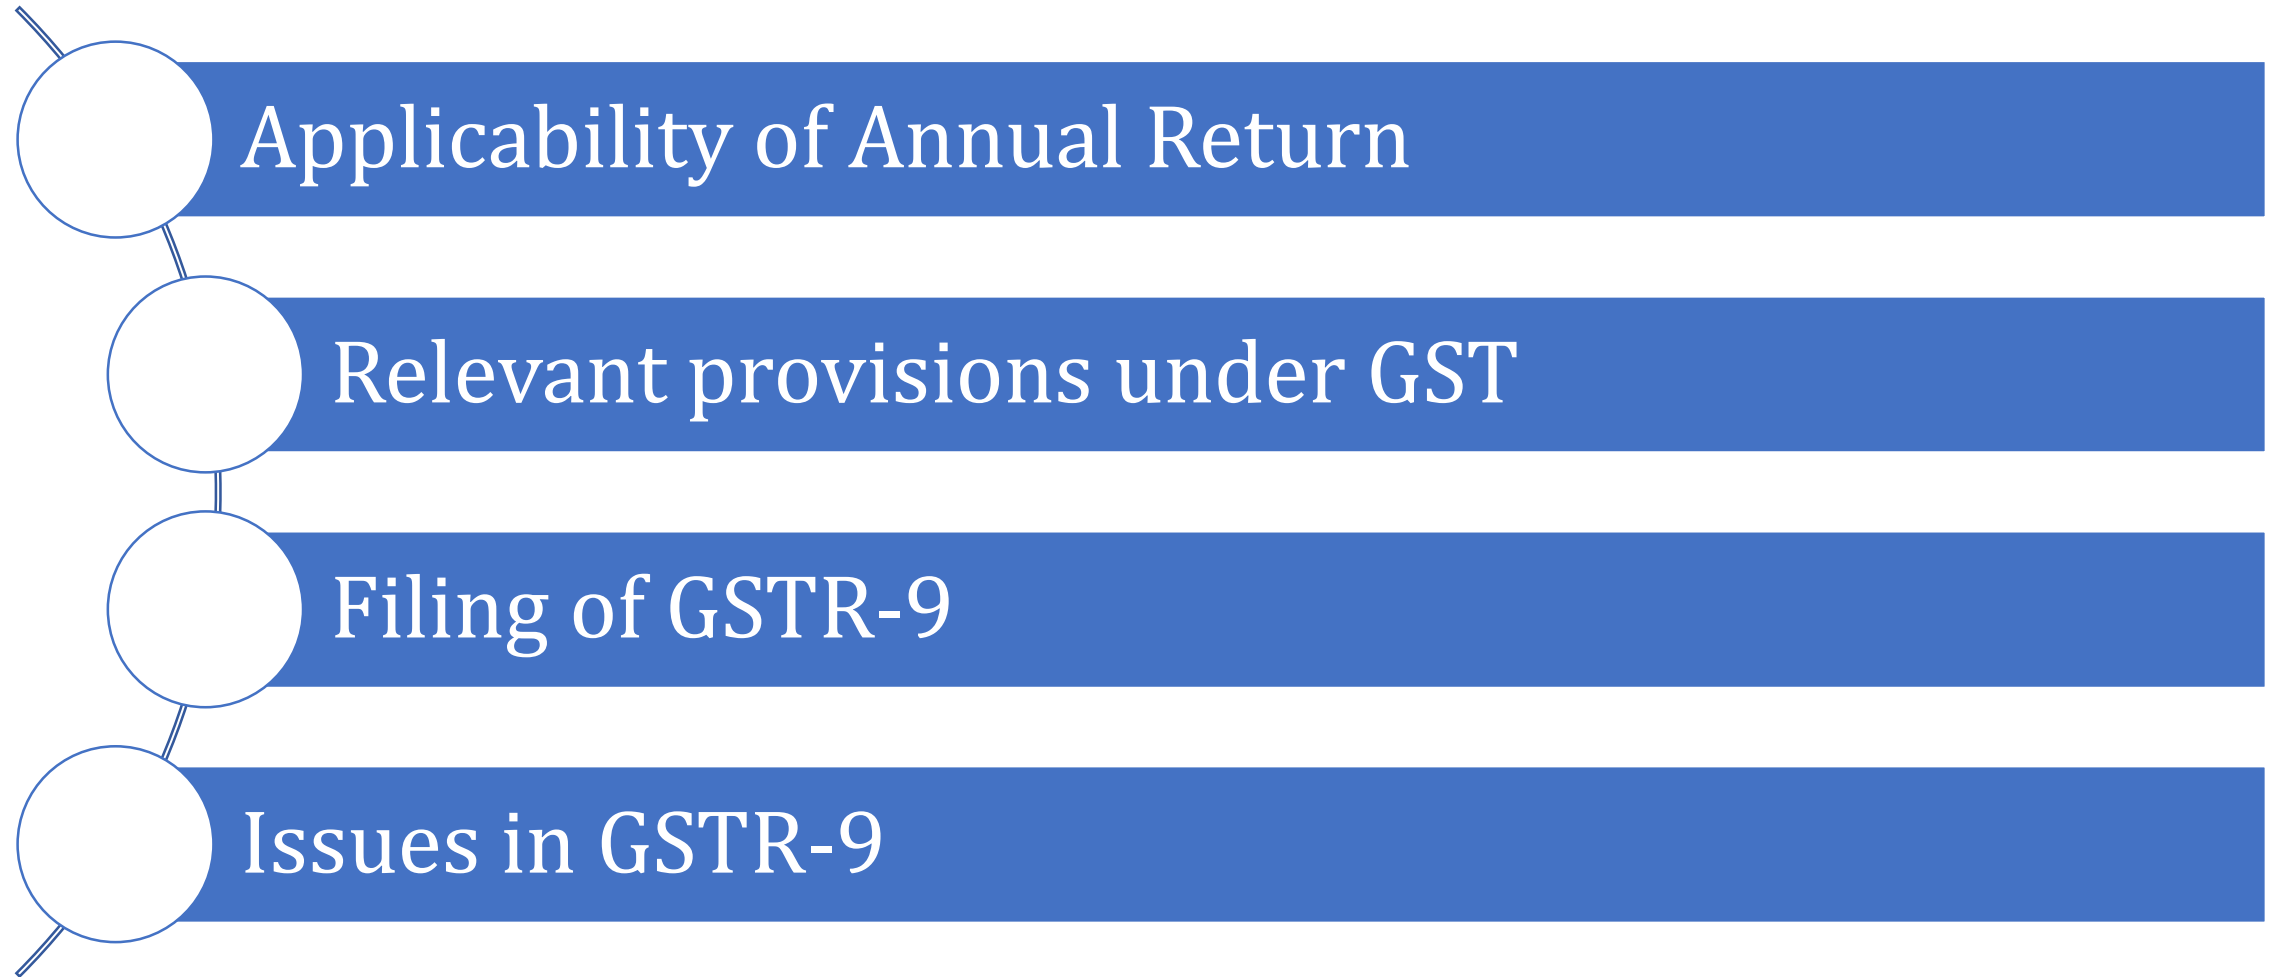 Applicability of Annual Return
Relevant provisions under GST
Filing of GSTR-9
Issues in GSTR-9